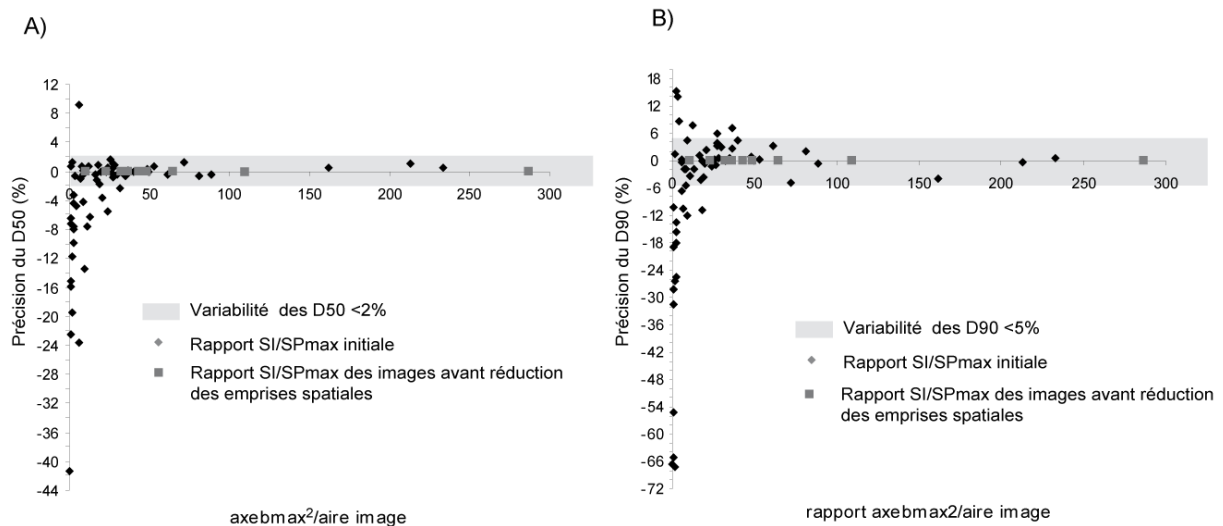 A)
Précision du D50 (%)
12
8
4
0
-4
-8
-12
-16
-20
-24
-28
-32
-36
-40
-44
0 50 100 150 200 250 300
Variabilité des D50 <2%
Rapport SI/SPmax initiale
Rapport SI/SPmax des images avant réduction
des emprises spatiales
axebmax²/aire image
B)
Précision du D90 (%)
18
12
6
0
-6
-12
-18
-24
-30
-36
-42
-48
-54
-60
-66
-72
0 50 100 150 200 250 300
Variabilité des D90 <5%
Rapport SI/SPmax initiale
Rapport SI/SPmax des images avant réduction
des emprises spatiales
rapport axebmax2/aire image